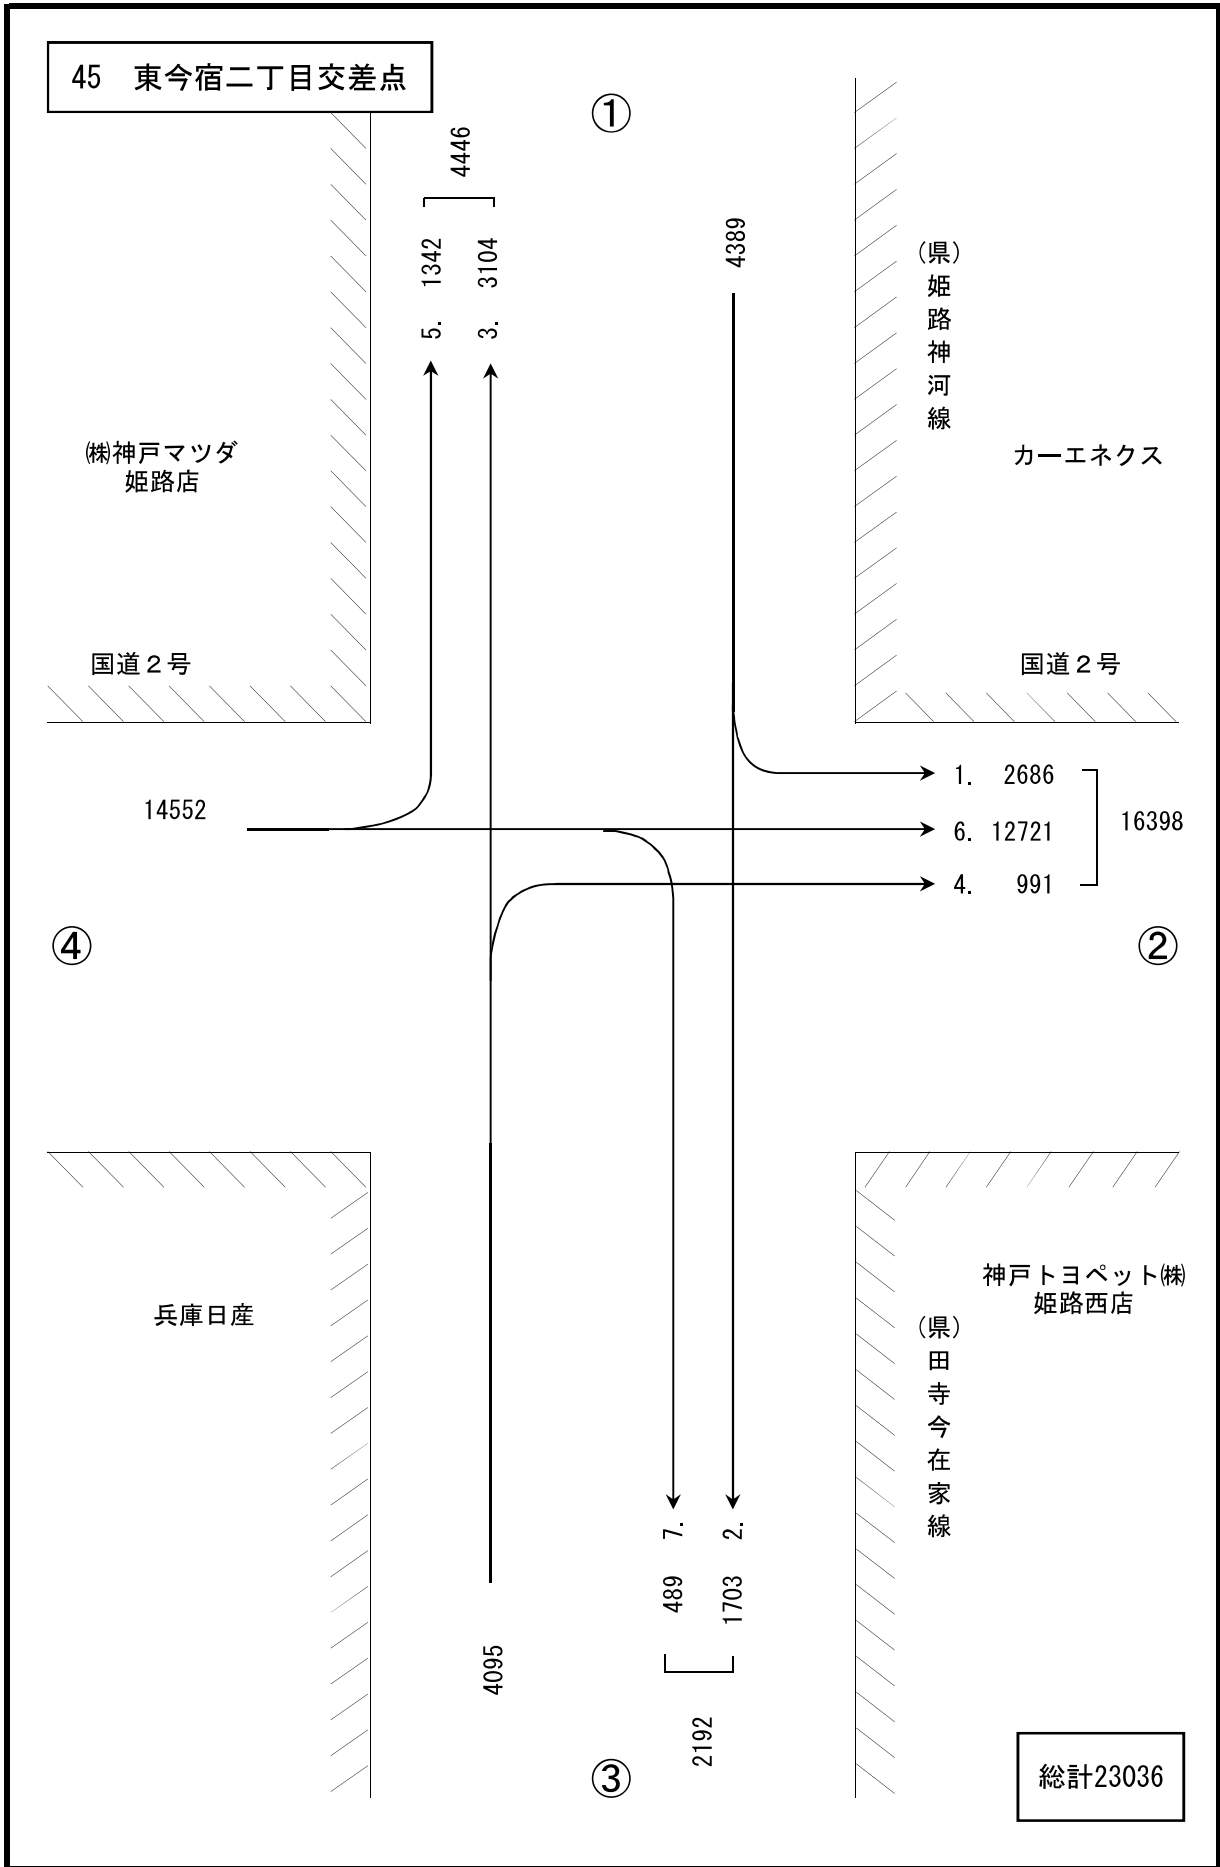 45　東今宿二丁目交差点
①
4446
5. 1342
3. 3104
4389
（県）姫路神河線
㈱神戸マツダ
姫路店
カーエネクス
国道２号
国道２号
14552
1. 2686
6. 12721
4. 991
16398
④
②
兵庫日産
神戸トヨペット㈱
姫路西店
（県）田寺今在家線
7. 489
2. 1703
4095
2192
③
総計23036